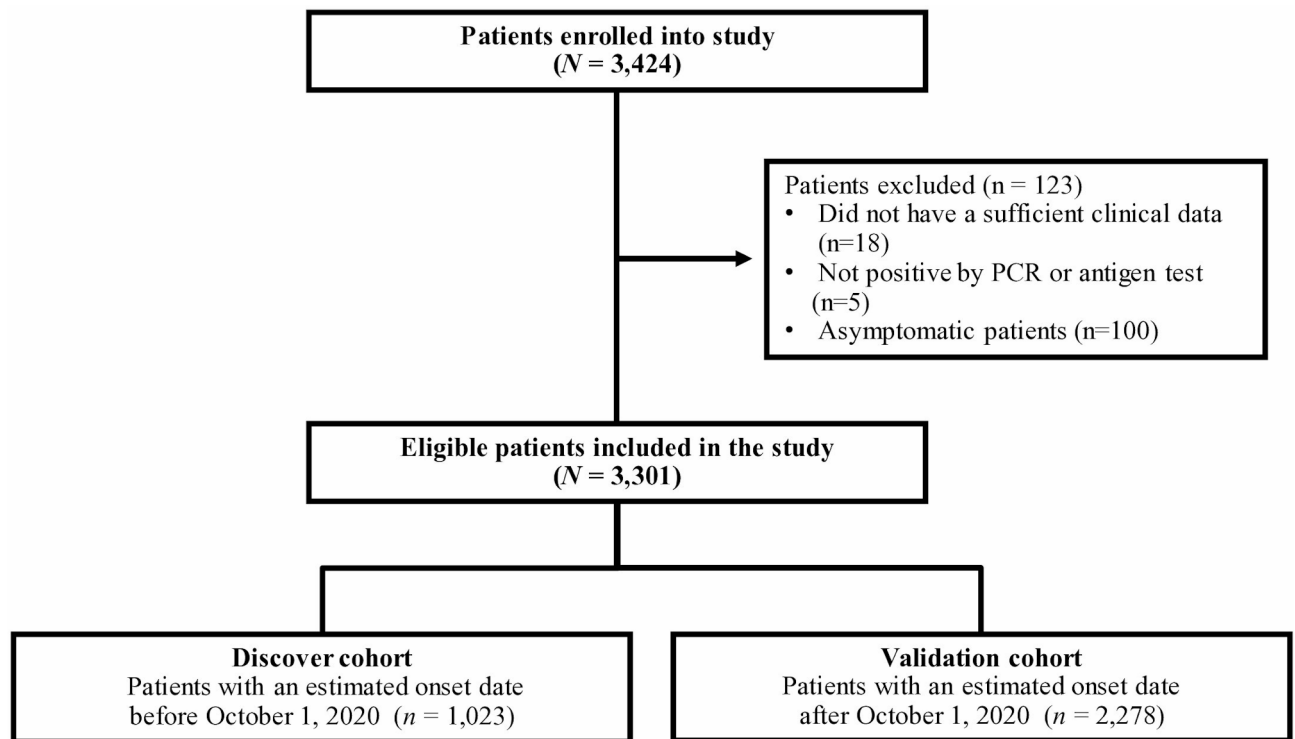 Patients enrolled into study
(N = 3,424)
Patients excluded (n = 123)
• Did not have a sufficient clinical data
(n=18)
• Not positive by PCR or antigen test
(n=5)
• Asymptomatic patients (n=100)
Eligible patients included in the study
(N = 3,301)
Discover cohort
Patients with an estimated onset date
before October 1, 2020 (n = 1,023)
Validation cohort
Patients with an estimated onset date
after October 1, 2020 (n = 2,278)